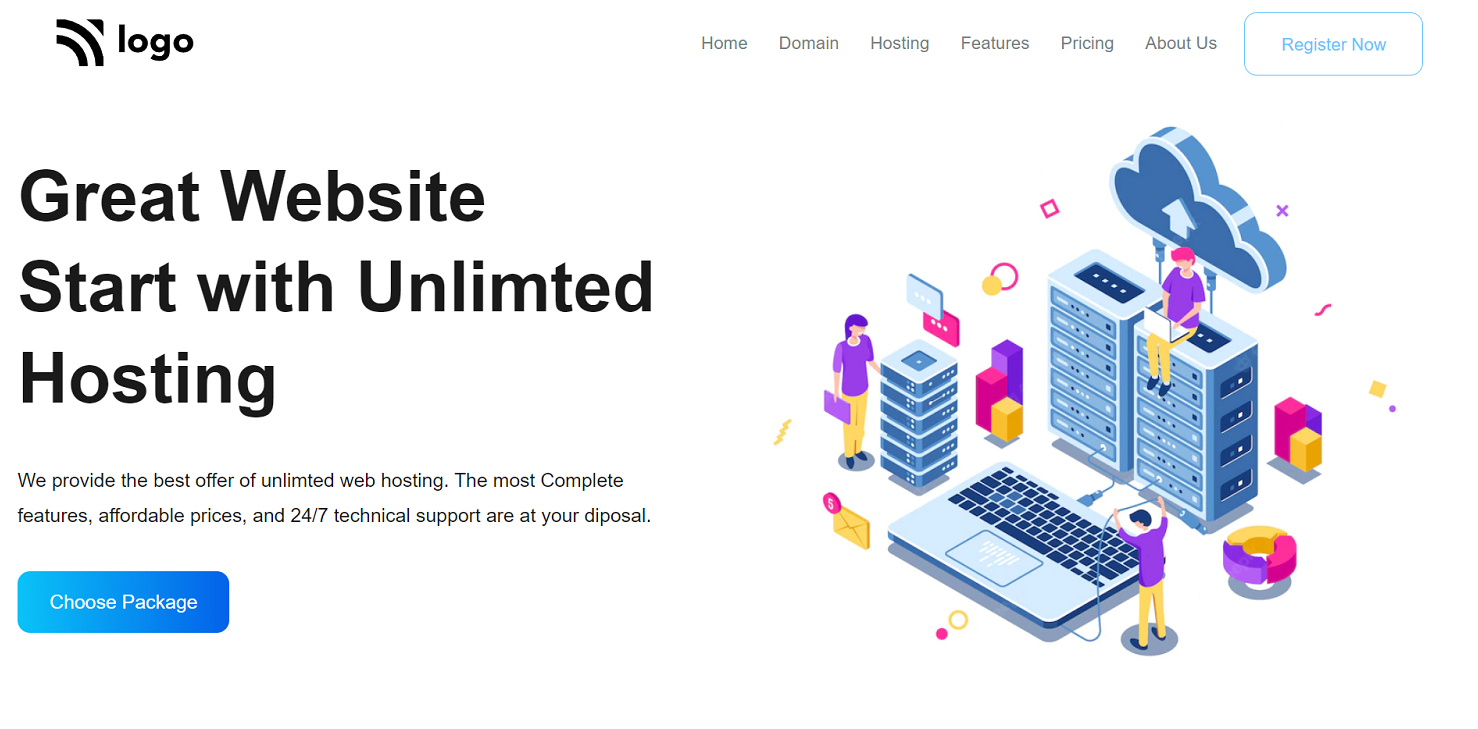 logo
Home Domain Hosting Features Pricing About Us Register Now
Great Website
Start with Unlimted
Hosting
We provide the best offer of unlimted web hosting. The most Complete
features, affordable prices, and 24/7 technical support are at your diposal.
5
Choose Package